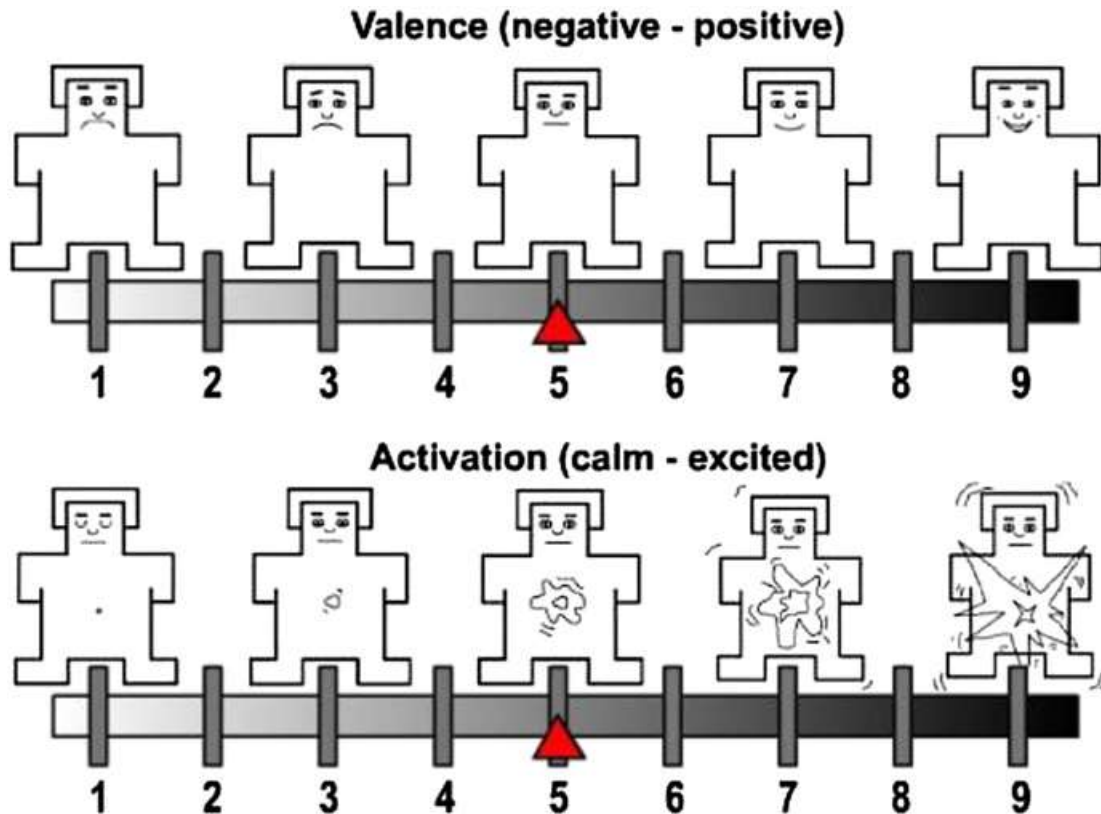 Valence (negative - positive)
1 2 3 4 5 6 7 8 9
Activation (calm - excited)
1 2 3 4 5 6 7 8 9